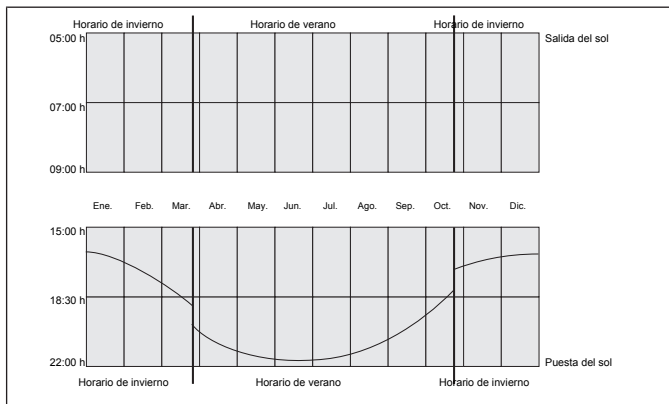 Horario de invierno Horario de verano Horario de invierno
05:00 h Salida del sol
07:00 h
09:00 h
Ene. Feb. Mar. Abr. May. Jun. Jul. Ago. Sep. Oct. Nov. Dic.
15:00 h
18:30 h
22:00 h Puesta del sol
Horario de invierno Horario de verano Horario de invierno